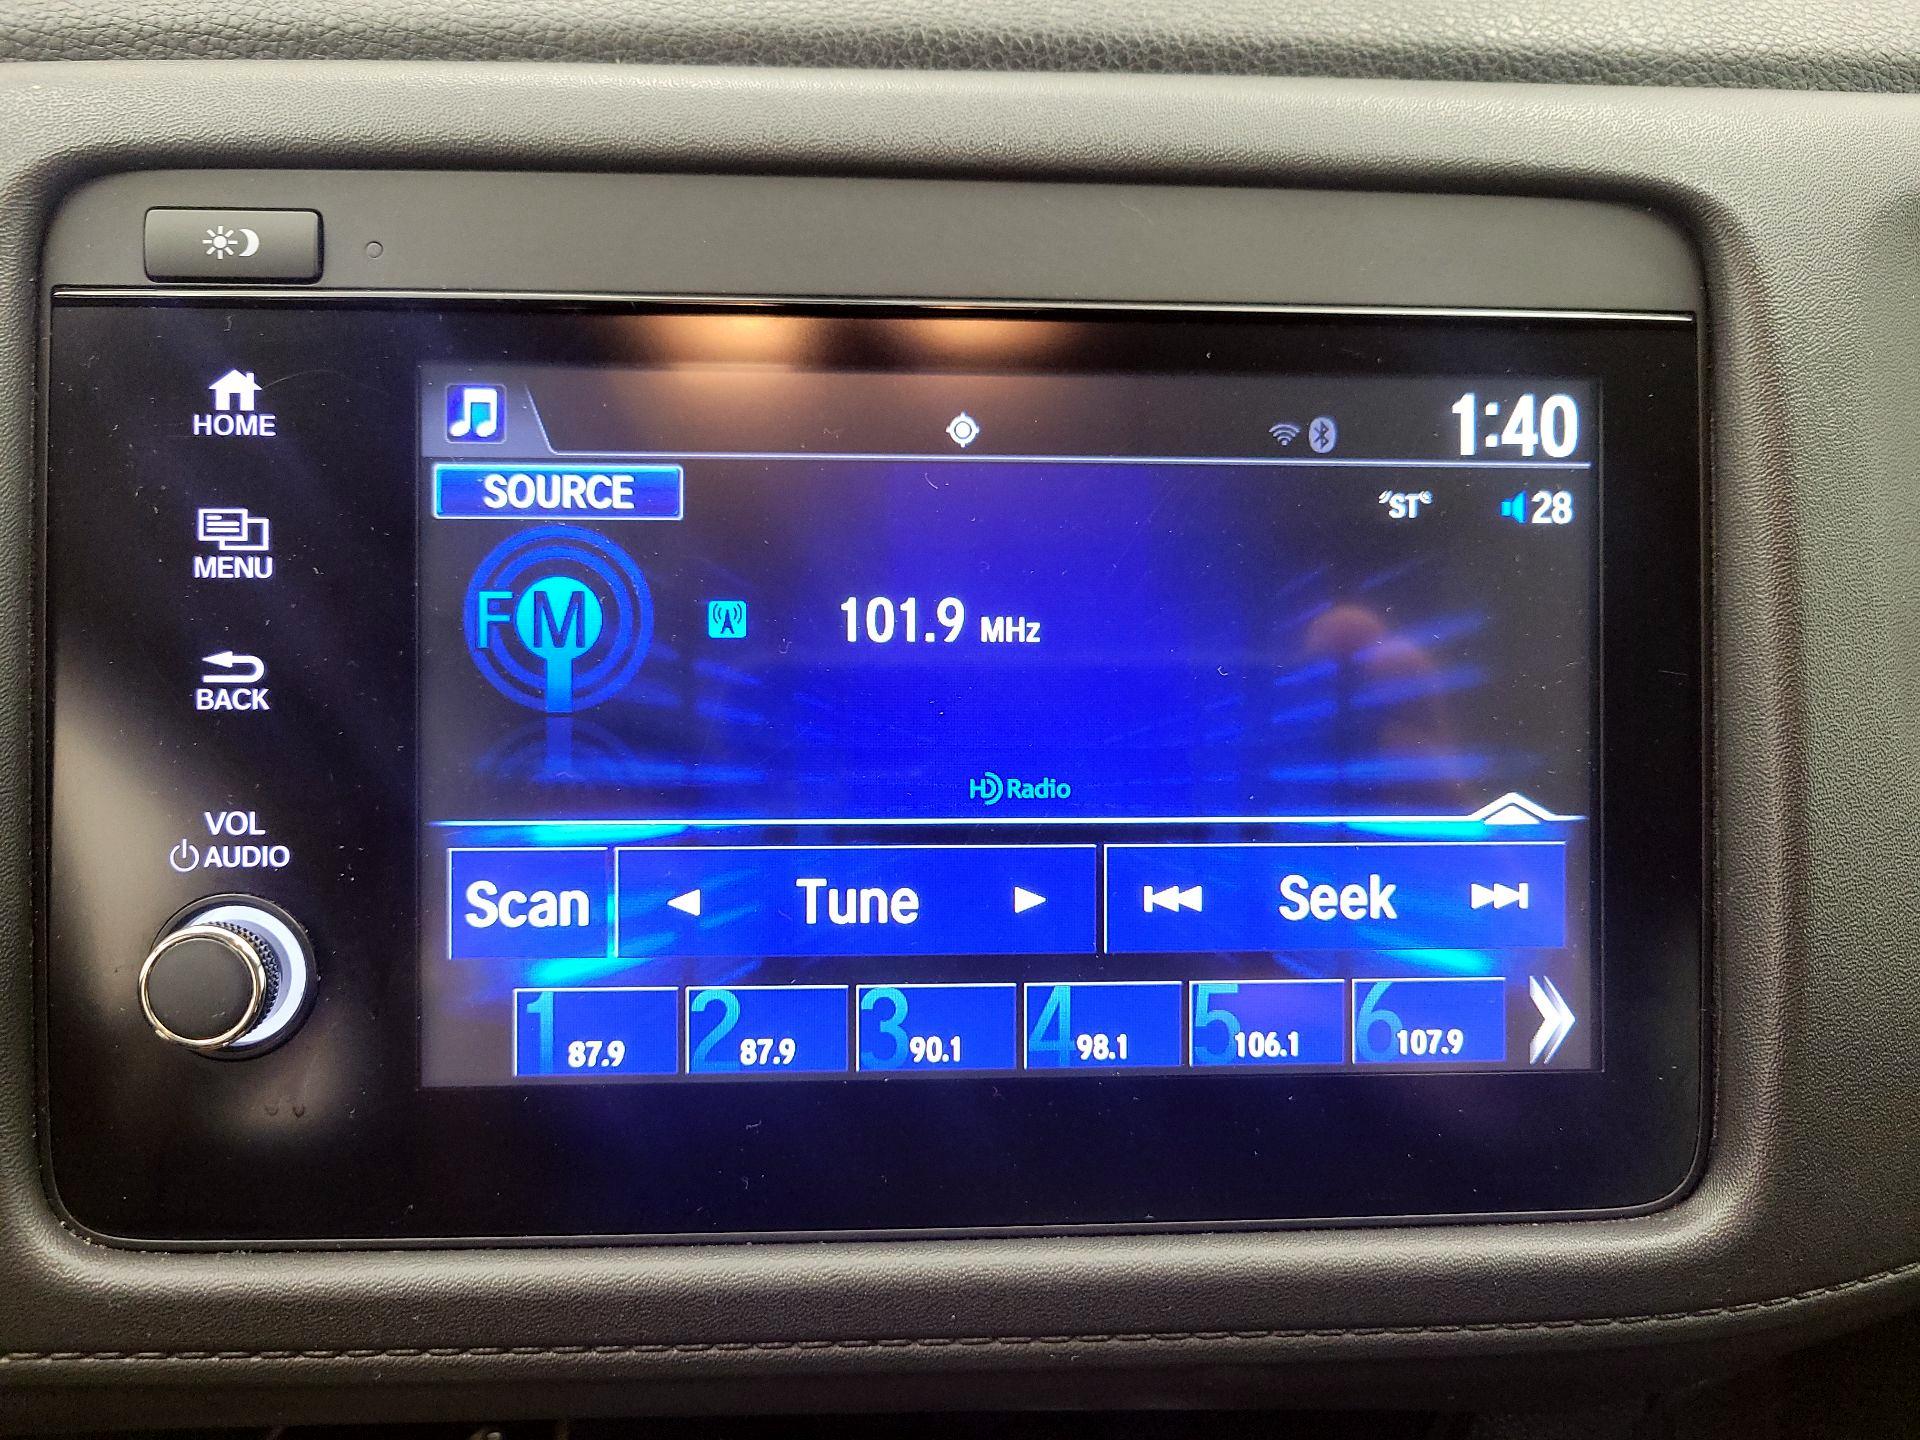 HOME
MENU
BACK
VOL
AUDIO
1:40
SOURCE
"ST"
28
FM
101.9 MHz
HD Radio
Scan
Tune
Seek
1 87.9
2 87.9
3 90.1
4 98.1
5 106.1
6 107.9